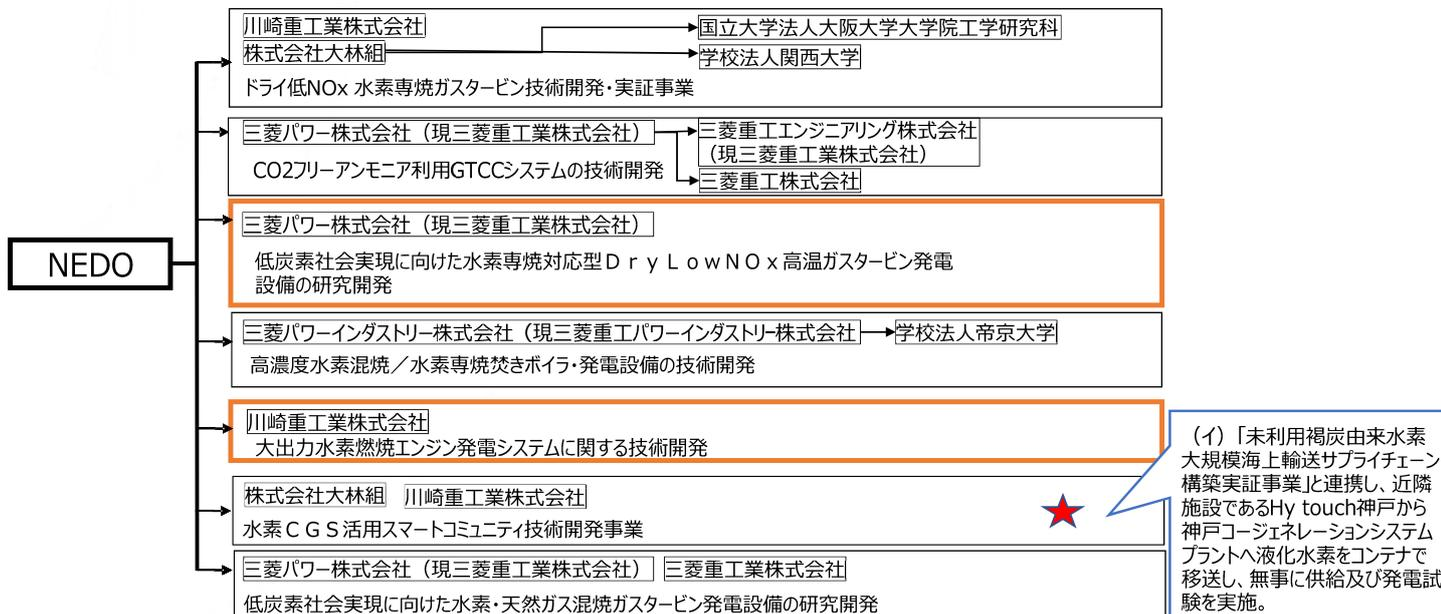 川崎重工業株式会社
株式会社大林組
国立大学法人大阪大学大学院工学研究科
学校法人関西大学
ドライ低NOx 水素専焼ガスタービン技術開発・実証事業
三菱パワー株式会社（現三菱重工業株式会社）
三菱重工エンジニアリング株式会社
（現三菱重工業株式会社）
三菱重工株式会社
CO2フリーアンモニア利用GTCCシステムの技術開発
NEDO
三菱パワー株式会社（現三菱重工業株式会社）
低炭素社会実現に向けた水素専焼対応型ＤｒｙＬｏｗＮＯｘ高温ガスタービン発電
設備の研究開発
三菱パワーインダストリー株式会社（現三菱重工パワーインダストリー株式会社
学校法人帝京大学
高濃度水素混焼／水素専焼焚きボイラ・発電設備の技術開発
川崎重工業株式会社
大出力水素燃焼エンジン発電システムに関する技術開発
株式会社大林組
川崎重工業株式会社
水素ＣＧＳ活用スマートコミュニティ技術開発事業
三菱パワー株式会社（現三菱重工業株式会社）
三菱重工業株式会社
低炭素社会実現に向けた水素・天然ガス混焼ガスタービン発電設備の研究開発
（イ）「未利用褐炭由来水素
大規模海上輸送サプライチェーン
構築実証事業」と連携し、近隣
施設であるHy touch神戸から
神戸コージェネレーションシステム
プラントへ液化水素をコンテナで
移送し、無事に供給及び発電試
験を実施。